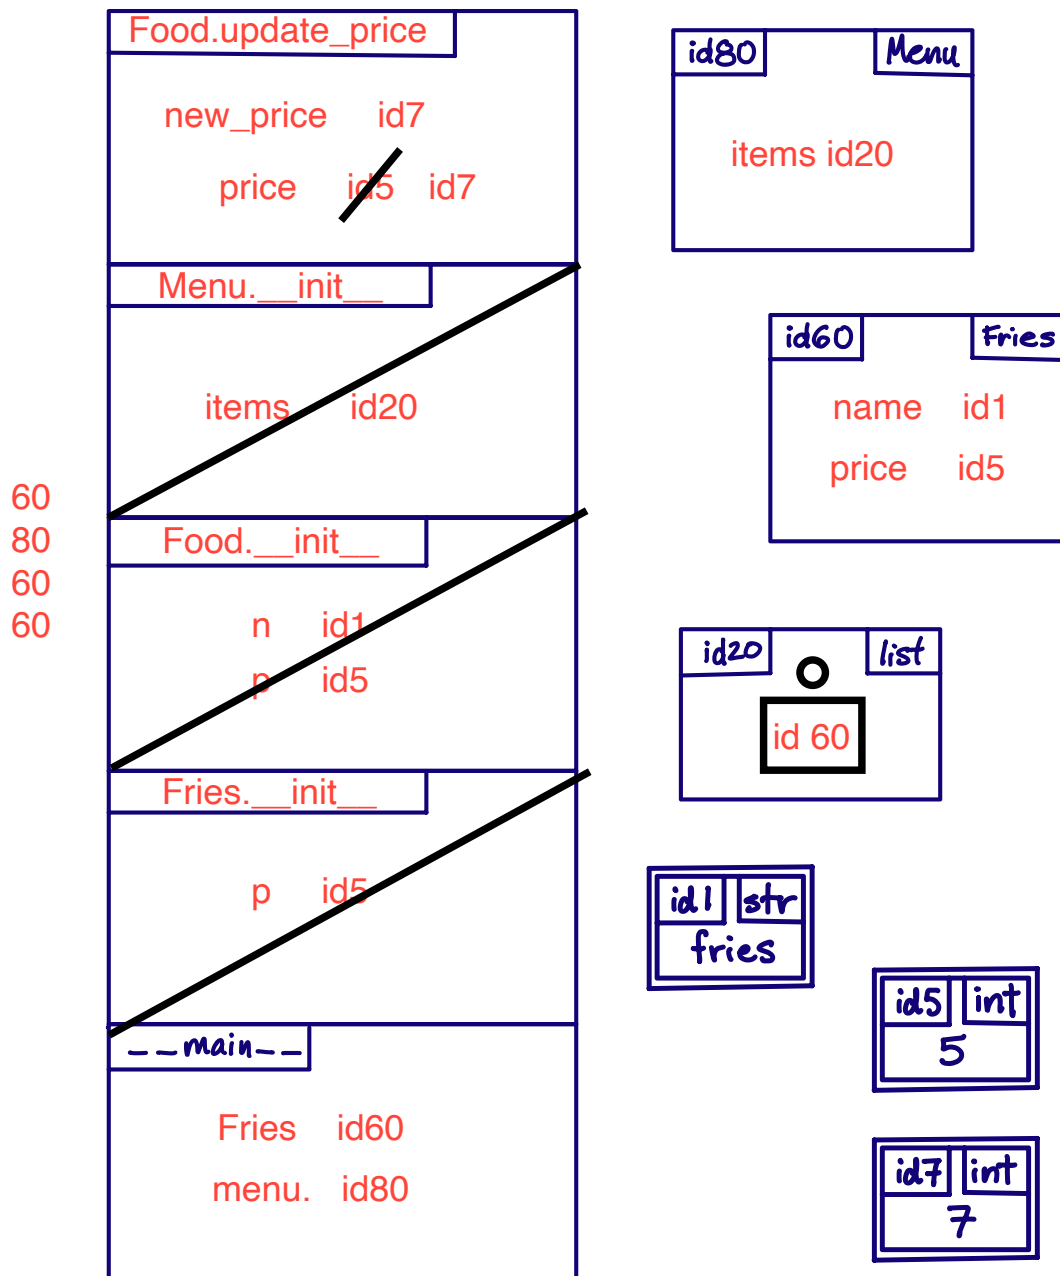 Food.update_price
new_price id7
price id5 id7
Menu.__init__
items id20
60
80
60
60
Food.__init__
n id1
p id5
Fries.__init__
p id5
__main__
Fries id60
menu. id80
id80 Menu
items id20
id60 Fries
name id1
price id5
id20 list
0
id 60
id1 str
fries
id5 int
5
id7 int
7